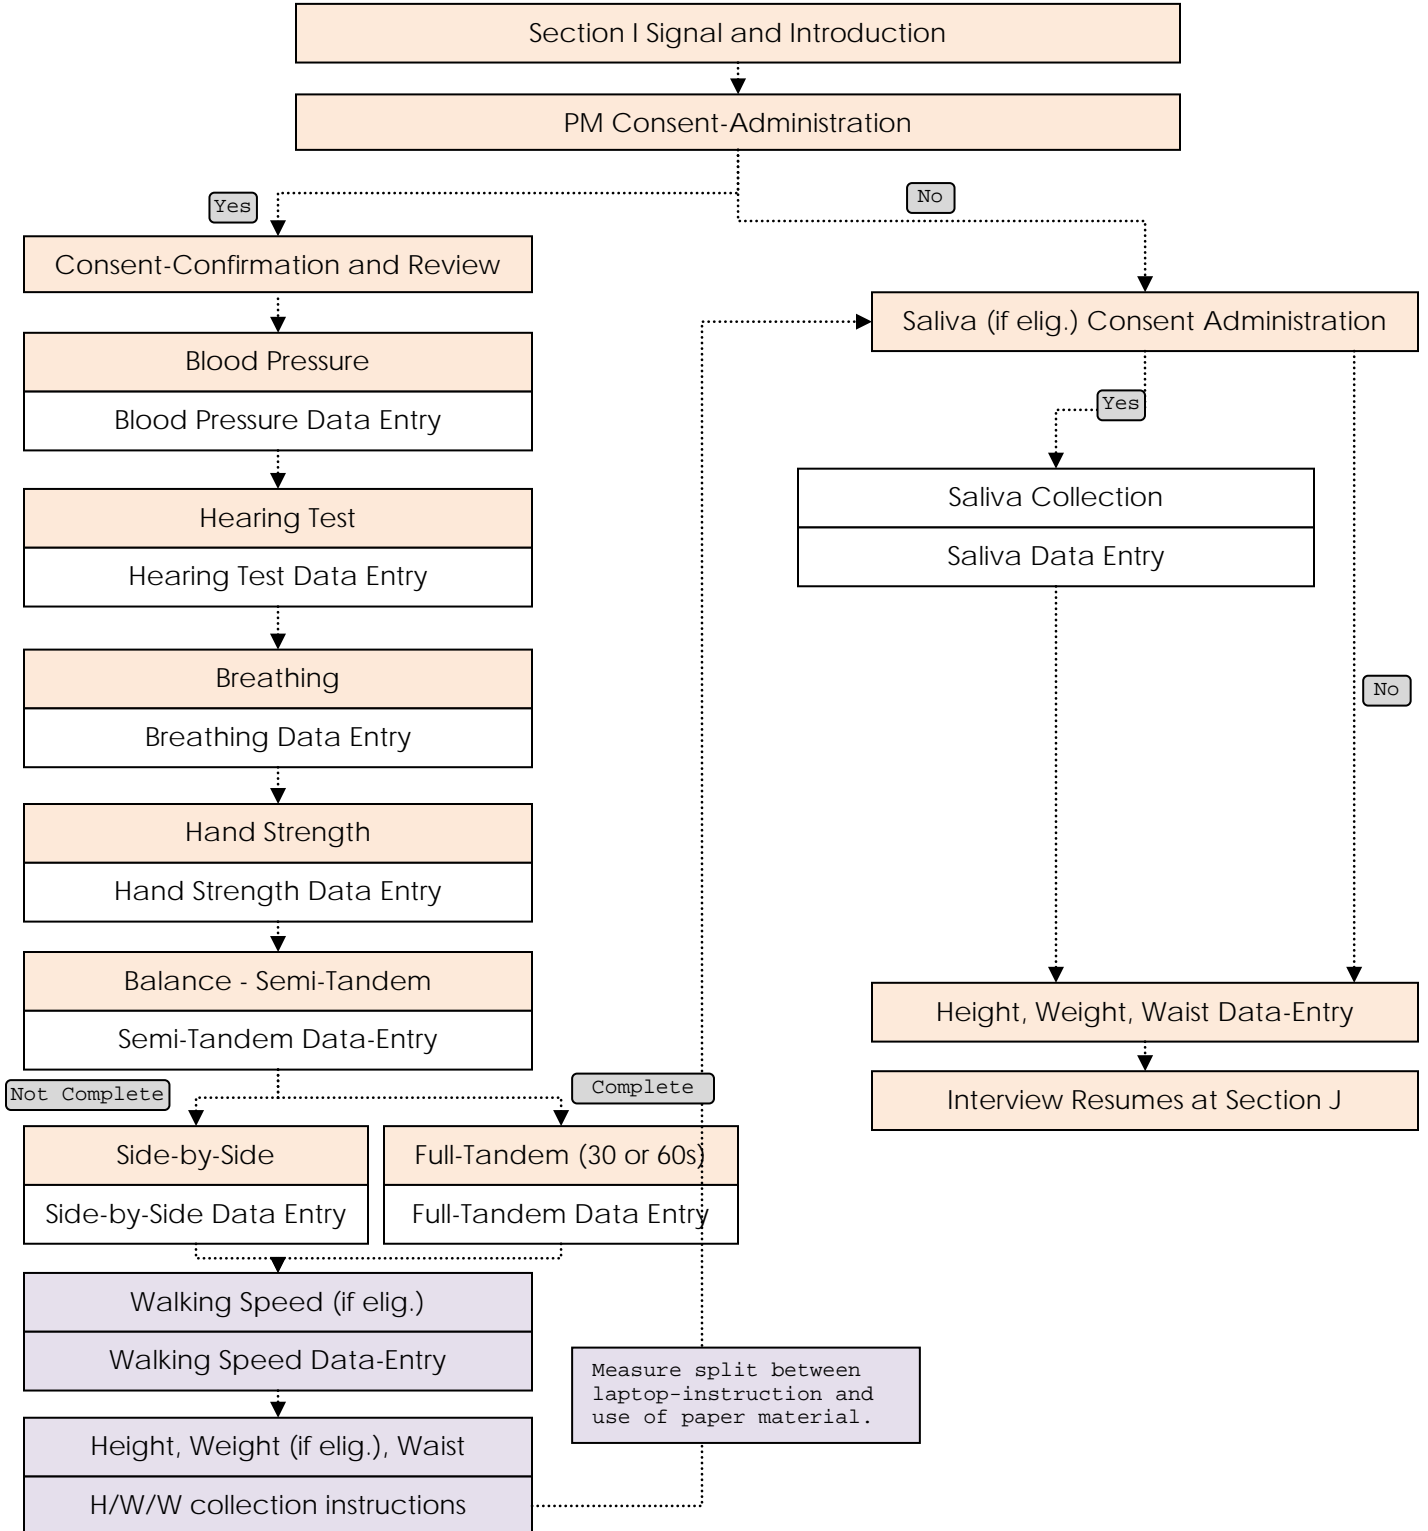 Section I Signal and Introduction
PM Consent-Administration
Yes
No
Consent-Confirmation and Review
Saliva (if elig.) Consent Administration
Blood Pressure
Blood Pressure Data Entry
Yes
Saliva Collection
Saliva Data Entry
Hearing Test
Hearing Test Data Entry
Breathing
Breathing Data Entry
No
Hand Strength
Hand Strength Data Entry
Balance - Semi-Tandem
Semi-Tandem Data-Entry
Height, Weight, Waist Data-Entry
Interview Resumes at Section J
Not Complete
Complete
Side-by-Side
Side-by-Side Data Entry
Full-Tandem (30 or 60s)
Full-Tandem Data Entry
Walking Speed (if elig.)
Walking Speed Data-Entry
Measure split between
laptop-instruction and
use of paper material.
Height, Weight (if elig.), Waist
H/W/W collection instructions